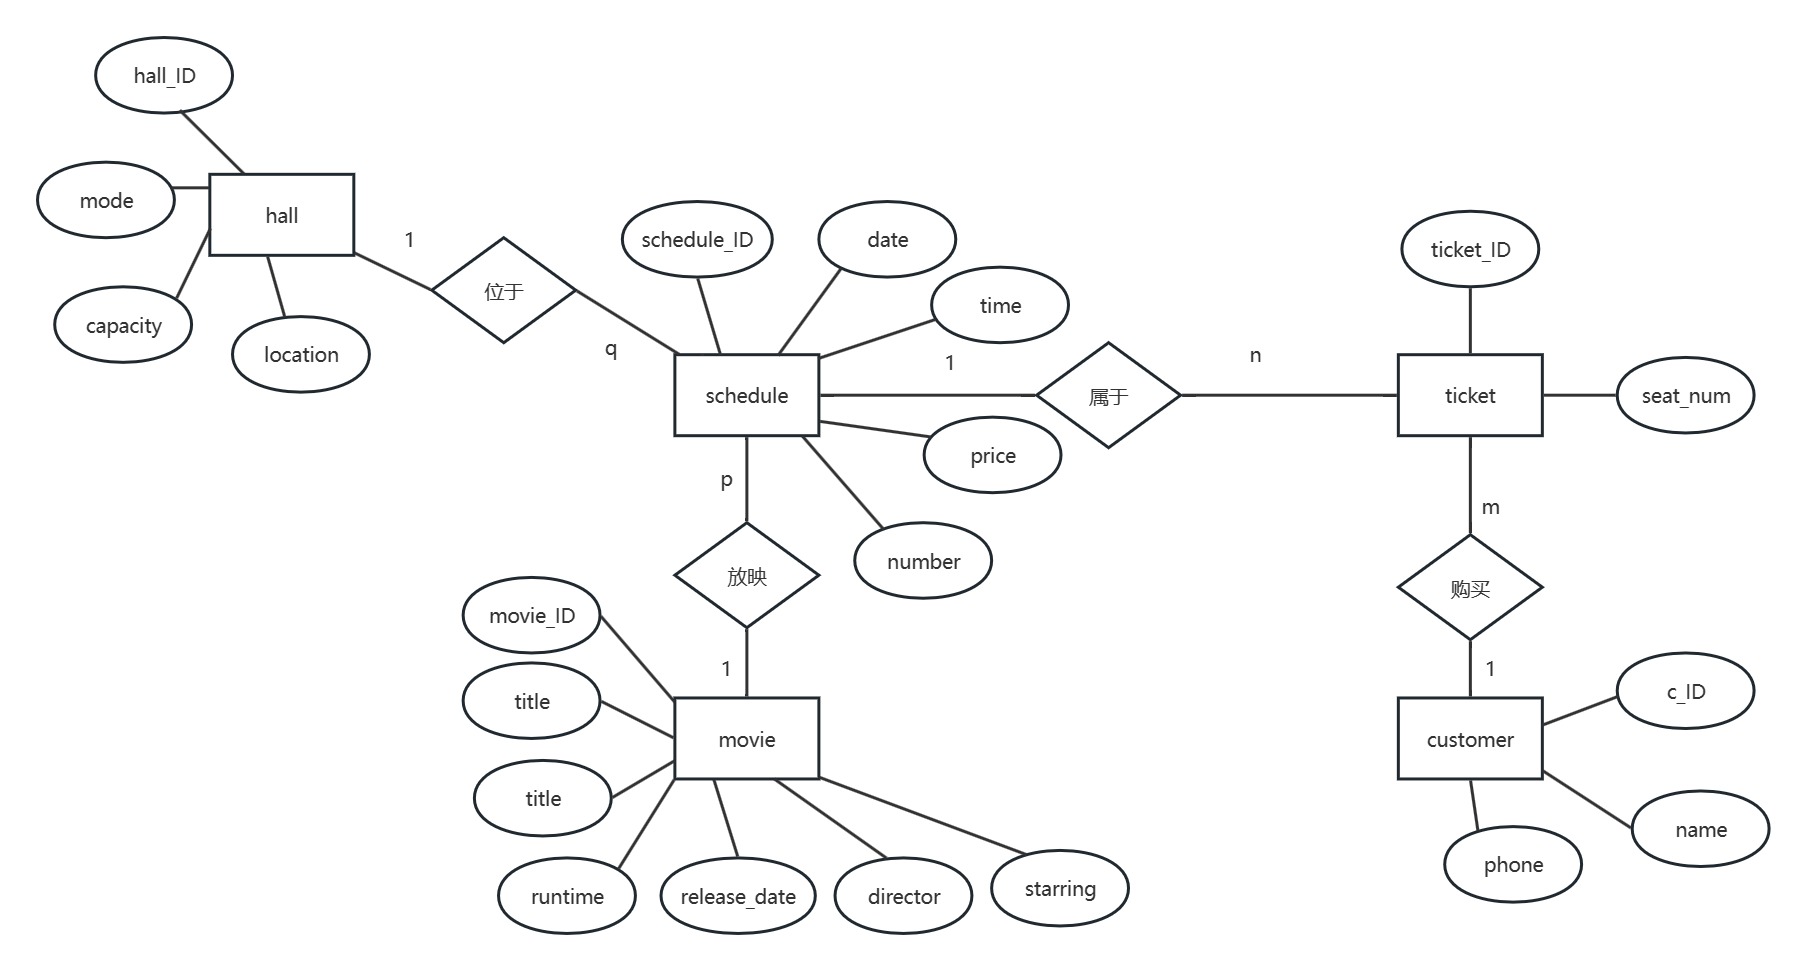 hall_ID
mode
hall
capacity
location
1
位于
q
schedule_ID
date
time
schedule
1
属于
n
price
number
ticket_ID
ticket
seat_num
p
放映
1
m
购买
1
movie_ID
title
title
movie
runtime
release_date
director
starring
customer
c_ID
name
phone